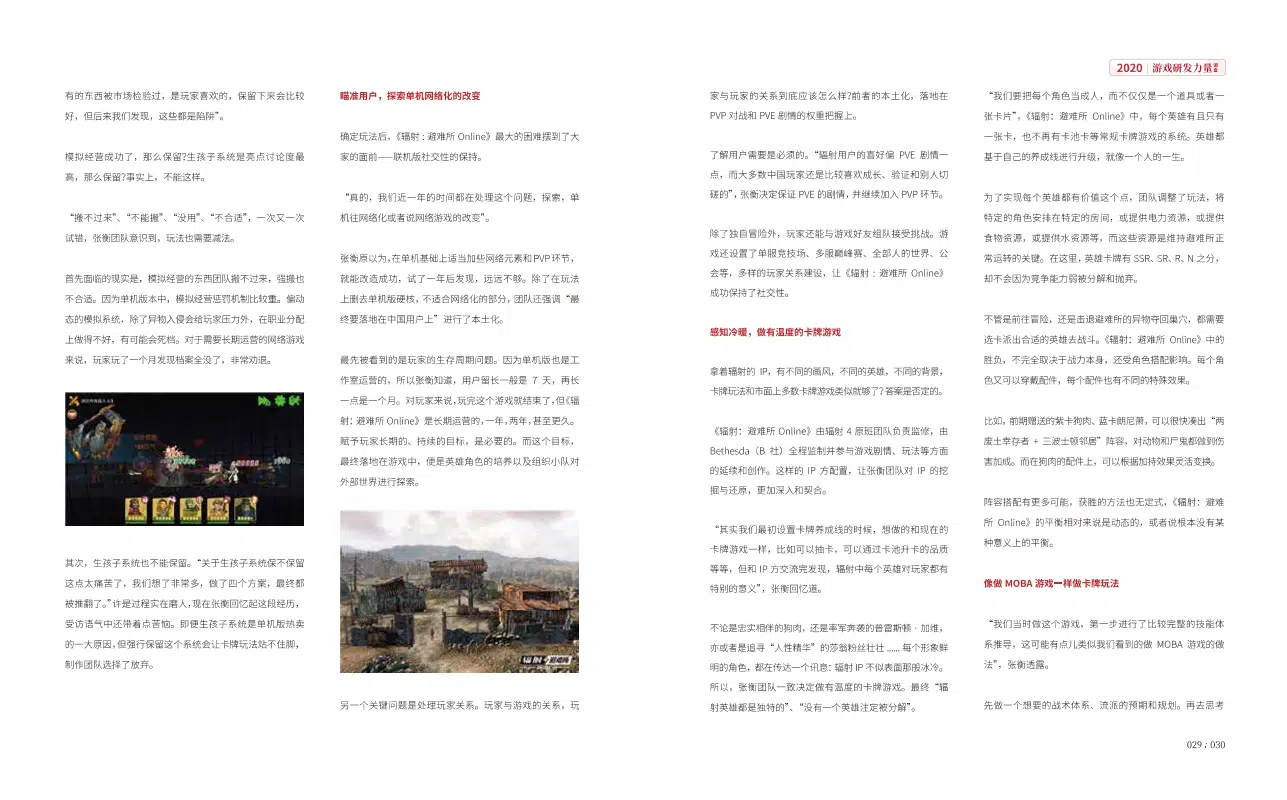 2020 游戏研发力量
有的东西被市场检验过，是玩家喜欢的，保留下来会比较
好，但后来我们发现，这些都是陷阱”。
模拟经营成功了，那么保留?生孩子系统是亮点讨论度最
高，那么保留?事实上，不能这样。
“搬不过来”、“不能搬”、“没用”、“不合适”，一次又一次
试错，张衡团队意识到，玩法也需要减法。
首先面临的现实是，模拟经营的东西团队搬不过来，强搬也
不合适。因为单机版本中，模拟经营惩罚机制比较重。偏动
态的模拟系统，除了异物入侵会给玩家压力外，在职业分配
上做得不好，有可能会死档。对于需要长期运营的网络游戏
来说，玩家玩了一个月发现档案全没了，非常劝退。
其次，生孩子系统也不能保留。“关于生孩子系统保不保留
这点太痛苦了，我们想了非常多，做了四个方案，最终都
被推翻了。”许是过程实在磨人，现在张衡回忆起这段经历，
受访语气中还带着点苦恼。即便生孩子系统是单机版热卖
的一大原因，但强行保留这个系统会让卡牌玩法站不住脚，
制作团队选择了放弃。
瞄准用户，探索单机网络化的改变
确定玩法后，《辐射：避难所 Online》最大的困难摆到了大
家的面前——联机版社交性的保持。
“真的，我们近一年的时间都在处理这个问题，探索，单
机往网络化或者说网络游戏的改变”。
张衡原以为，在单机基础上适当加些网络元素和PVP环节，
就能改造成功，试了一年后发现，远远不够。除了在玩法
上删去单机版硬核，不适合网络化的部分，团队还强调“最
终要落地在中国用户上”进行了本土化。
最先被看到的是玩家的生存周期问题。因为单机版也是工
作室运营的，所以张衡知道，用户留长一般是 7 天，再长
一点是一个月。对玩家来说，玩完这个游戏就结束了，但《辐
射：避难所 Online》是长期运营的，一年，两年，甚至更久。
赋予玩家长期的、持续的目标，是必要的。而这个目标，
最终落地在游戏中，便是英雄角色的培养以及组织小队对
外部世界进行探索。
辐射 避难所
另一个关键问题是处理玩家关系。玩家与游戏的关系，玩
家与玩家的关系到底应该怎么样?前者的本土化，落地在
PVP 对战和 PVE 剧情的权重把握上。
了解用户需要是必须的。“辐射用户的喜好偏 PVE 剧情一
点，而大多数中国玩家还是比较喜欢成长、验证和别人切
磋的”，张衡决定保证 PVE 的剧情，并继续加入 PVP 环节。
除了独自冒险外，玩家还能与游戏好友组队接受挑战。游
戏还设置了单服竞技场、多服巅峰赛、全部人的世界、公
会等，多样的玩家关系建设，让《辐射：避难所 Online》
成功保持了社交性。
感知冷暖，做有温度的卡牌游戏
拿着辐射的 IP，有不同的画风，不同的英雄，不同的背景，
卡牌玩法和市面上多数卡牌游戏类似就够了?答案是否定的。
《辐射：避难所 Online》由辐射 4 原班团队负责监修，由
Bethesda（B 社）全程监制并参与游戏剧情、玩法等方面
的延续和创作。这样的 IP 方配置，让张衡团队对 IP 的挖
掘与还原，更加深入和契合。
“其实我们最初设置卡牌养成线的时候，想做的和现在的
卡牌游戏一样，比如可以抽卡，可以通过卡池升卡的品质
等等，但和 IP 方交流完发现，辐射中每个英雄对玩家都有
特别的意义”，张衡回忆道。
不论是忠实相伴的狗肉，还是率军奔袭的普雷斯顿·加维，
亦或者是追寻“人性精华”的莎翁粉丝壮壮 ...... 每个形象鲜
明的角色，都在传达一个讯息：辐射 IP 不似表面那般冰冷。
所以，张衡团队一致决定做有温度的卡牌游戏。最终“辐
射英雄都是独特的”、“没有一个英雄注定被分解”。
“我们要把每个角色当成人，而不仅仅是一个道具或者一
张卡片”，《辐射：避难所 Online》中，每个英雄有且只有
一张卡，也不再有卡池卡等常规卡牌游戏的系统。英雄都
基于自己的养成线进行升级，就像一个人的一生。
为了实现每个英雄都有价值这个点，团队调整了玩法，将
特定的角色安排在特定的房间，或提供电力资源，或提供
食物资源，或提供水资源等，而这些资源是维持避难所正
常运转的关键。在这里，英雄卡牌有 SSR、SR、R、N 之分，
却不会因为竞争能力弱被分解和抛弃。
不管是前往冒险，还是击退避难所的异物夺回巢穴，都需要
选卡派出合适的英雄去战斗。《辐射：避难所 Online》中的
胜负，不完全取决于战力本身，还受角色搭配影响。每个角
色又可以穿戴配件，每个配件也有不同的特殊效果。
比如，前期赠送的紫卡狗肉、蓝卡朗尼萧，可以很快凑出“两
废土幸存者 + 三波士顿邻居”阵容，对动物和尸鬼都做到伤
害加成。而在狗肉的配件上，可以根据加持效果灵活变换。
阵容搭配有更多可能，获胜的方法也无定式，《辐射：避难
所 Online》的平衡相对来说是动态的，或者说根本没有某
种意义上的平衡。
像做 MOBA 游戏一样做卡牌玩法
“我们当时做这个游戏，第一步进行了比较完整的技能体
系推导，这可能有点儿类似我们看到的做 MOBA 游戏的做
法”，张衡透露。
先做一个想要的战术体系、流派的预期和规划。再去思考
029 / 030